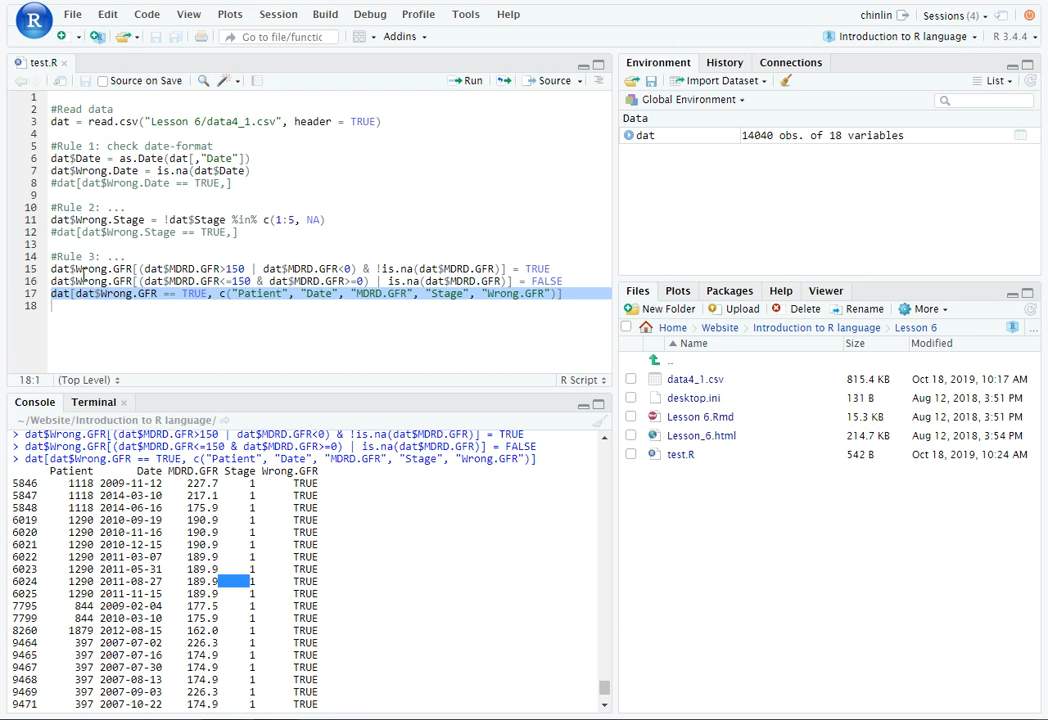 File Edit Code View Plots Session Build Debug Profile Tools Help chinlin Sessions (4)
Go to file/functic Addins Introduction to R language R 3.4.4
test.R
Source on Save Run Source
1
2 #Read data
3 dat = read.csv("Lesson 6/data4_1.csv", header = TRUE)
4
5 #Rule 1: check date-format
6 dat$Date = as.Date(dat[,"Date"])
7 dat$Wrong.Date = is.na(dat$Date)
8 #dat[dat$Wrong.Date == TRUE,]
9
10 #Rule 2: ...
11 dat$Wrong.Stage = !dat$Stage %in% c(1:5, NA)
12 #dat[dat$Wrong.Stage == TRUE,]
13
14 #Rule 3: ...
15 dat$Wrong.GFR[(dat$MDRD.GFR>150 | dat$MDRD.GFR<0) & !is.na(dat$MDRD.GFR)] = TRUE
16 dat$Wrong.GFR[(dat$MDRD.GFR<=150 & dat$MDRD.GFR>=0) | is.na(dat$MDRD.GFR)] = FALSE
17 dat[dat$Wrong.GFR == TRUE, c("Patient", "Date", "MDRD.GFR", "Stage", "Wrong.GFR")]
18
18:1 (Top Level) R Script
Console Terminal
~/Website/Introduction to R language/
> dat$Wrong.GFR[(dat$MDRD.GFR>150 | dat$MDRD.GFR<0) & !is.na(dat$MDRD.GFR)] = TRUE
> dat$Wrong.GFR[(dat$MDRD.GFR<=150 & dat$MDRD.GFR>=0) | is.na(dat$MDRD.GFR)] = FALSE
> dat[dat$Wrong.GFR == TRUE, c("Patient", "Date", "MDRD.GFR", "Stage", "Wrong.GFR")]
Patient Date MDRD.GFR Stage Wrong.GFR
5846 1118 2009-11-12 227.7 1 TRUE
5847 1118 2014-03-10 217.1 1 TRUE
5848 1118 2014-06-16 175.9 1 TRUE
6019 1290 2010-09-19 190.9 1 TRUE
6020 1290 2010-11-16 190.9 1 TRUE
6021 1290 2010-12-15 190.9 1 TRUE
6022 1290 2011-03-07 189.9 1 TRUE
6023 1290 2011-05-31 189.9 1 TRUE
6024 1290 2011-08-27 189.9 1 TRUE
6025 1290 2011-11-15 189.9 1 TRUE
7795 844 2009-02-04 177.5 1 TRUE
7799 844 2010-03-10 175.9 1 TRUE
8260 1879 2012-08-15 162.0 1 TRUE
9464 397 2007-07-02 226.3 1 TRUE
9465 397 2007-07-16 174.9 1 TRUE
9467 397 2007-07-30 174.9 1 TRUE
9468 397 2007-08-13 174.9 1 TRUE
9469 397 2007-09-03 226.3 1 TRUE
9471 397 2007-10-22 174.9 1 TRUE
Environment History Connections
Import Dataset List
Global Environment
Data
dat 14040 obs. of 18 variables
Files Plots Packages Help Viewer
New Folder Upload Delete Rename More
Home Website Introduction to R language Lesson 6 ...
Name Size Modified
..
data4_1.csv 815.4 KB Oct 18, 2019, 10:17 AM
desktop.ini 131 B Aug 12, 2018, 3:51 PM
Lesson 6.Rmd 15.3 KB Aug 12, 2018, 3:51 PM
Lesson_6.html 214.7 KB Aug 12, 2018, 3:54 PM
test.R 542 B Oct 18, 2019, 10:24 AM